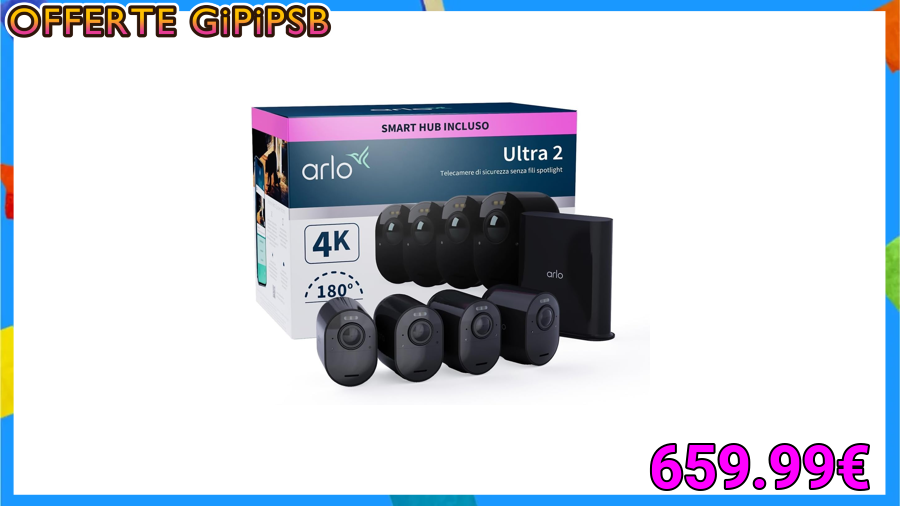 OFFERTE GiPiPSB
SMART HUB INCLUSO
arlo
Ultra 2
Telecamere di sicurezza senza fili spotlight
4K
180°
arlo
659.99€